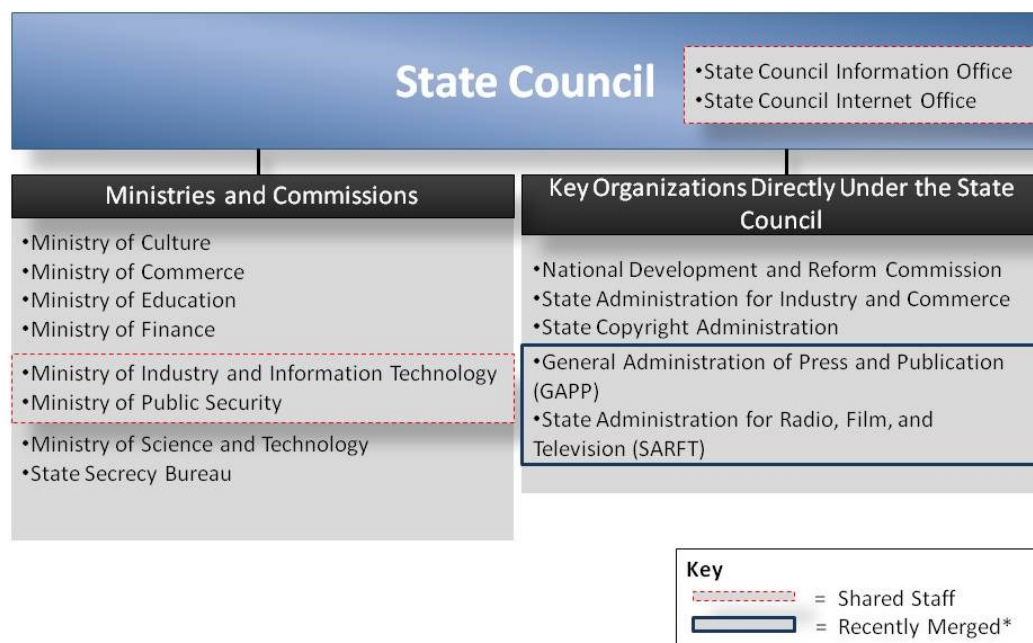 State Council
•State Council Information Office
•State Council Internet Office
Ministries and Commissions
•Ministry of Culture
•Ministry of Commerce
•Ministry of Education
•Ministry of Finance
•Ministry of Industry and Information Technology
•Ministry of Public Security
•Ministry of Science and Technology
•State Secrecy Bureau
Key Organizations Directly Under the State
Council
•National Development and Reform Commission
•State Administration for Industry and Commerce
•State Copyright Administration
•General Administration of Press and Publication
(GAPP)
•State Administration for Radio, Film, and
Television (SARFT)
Key
= Shared Staff
= Recently Merged*